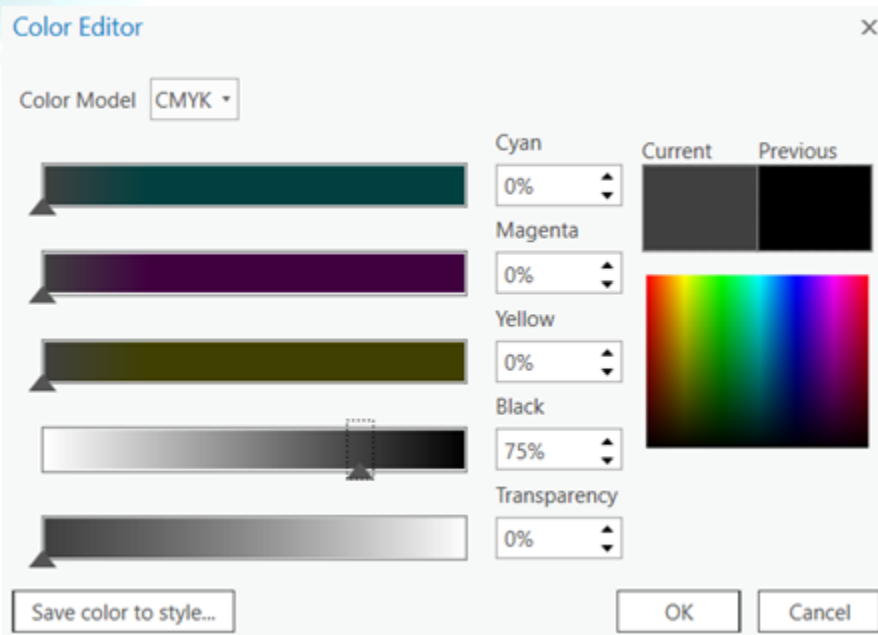 Color Editor
Color Model CMYK
Cyan
Current Previous
0%
Magenta
0%
Yellow
0%
Black
75%
Transparency
0%
Save color to style...
OK
Cancel